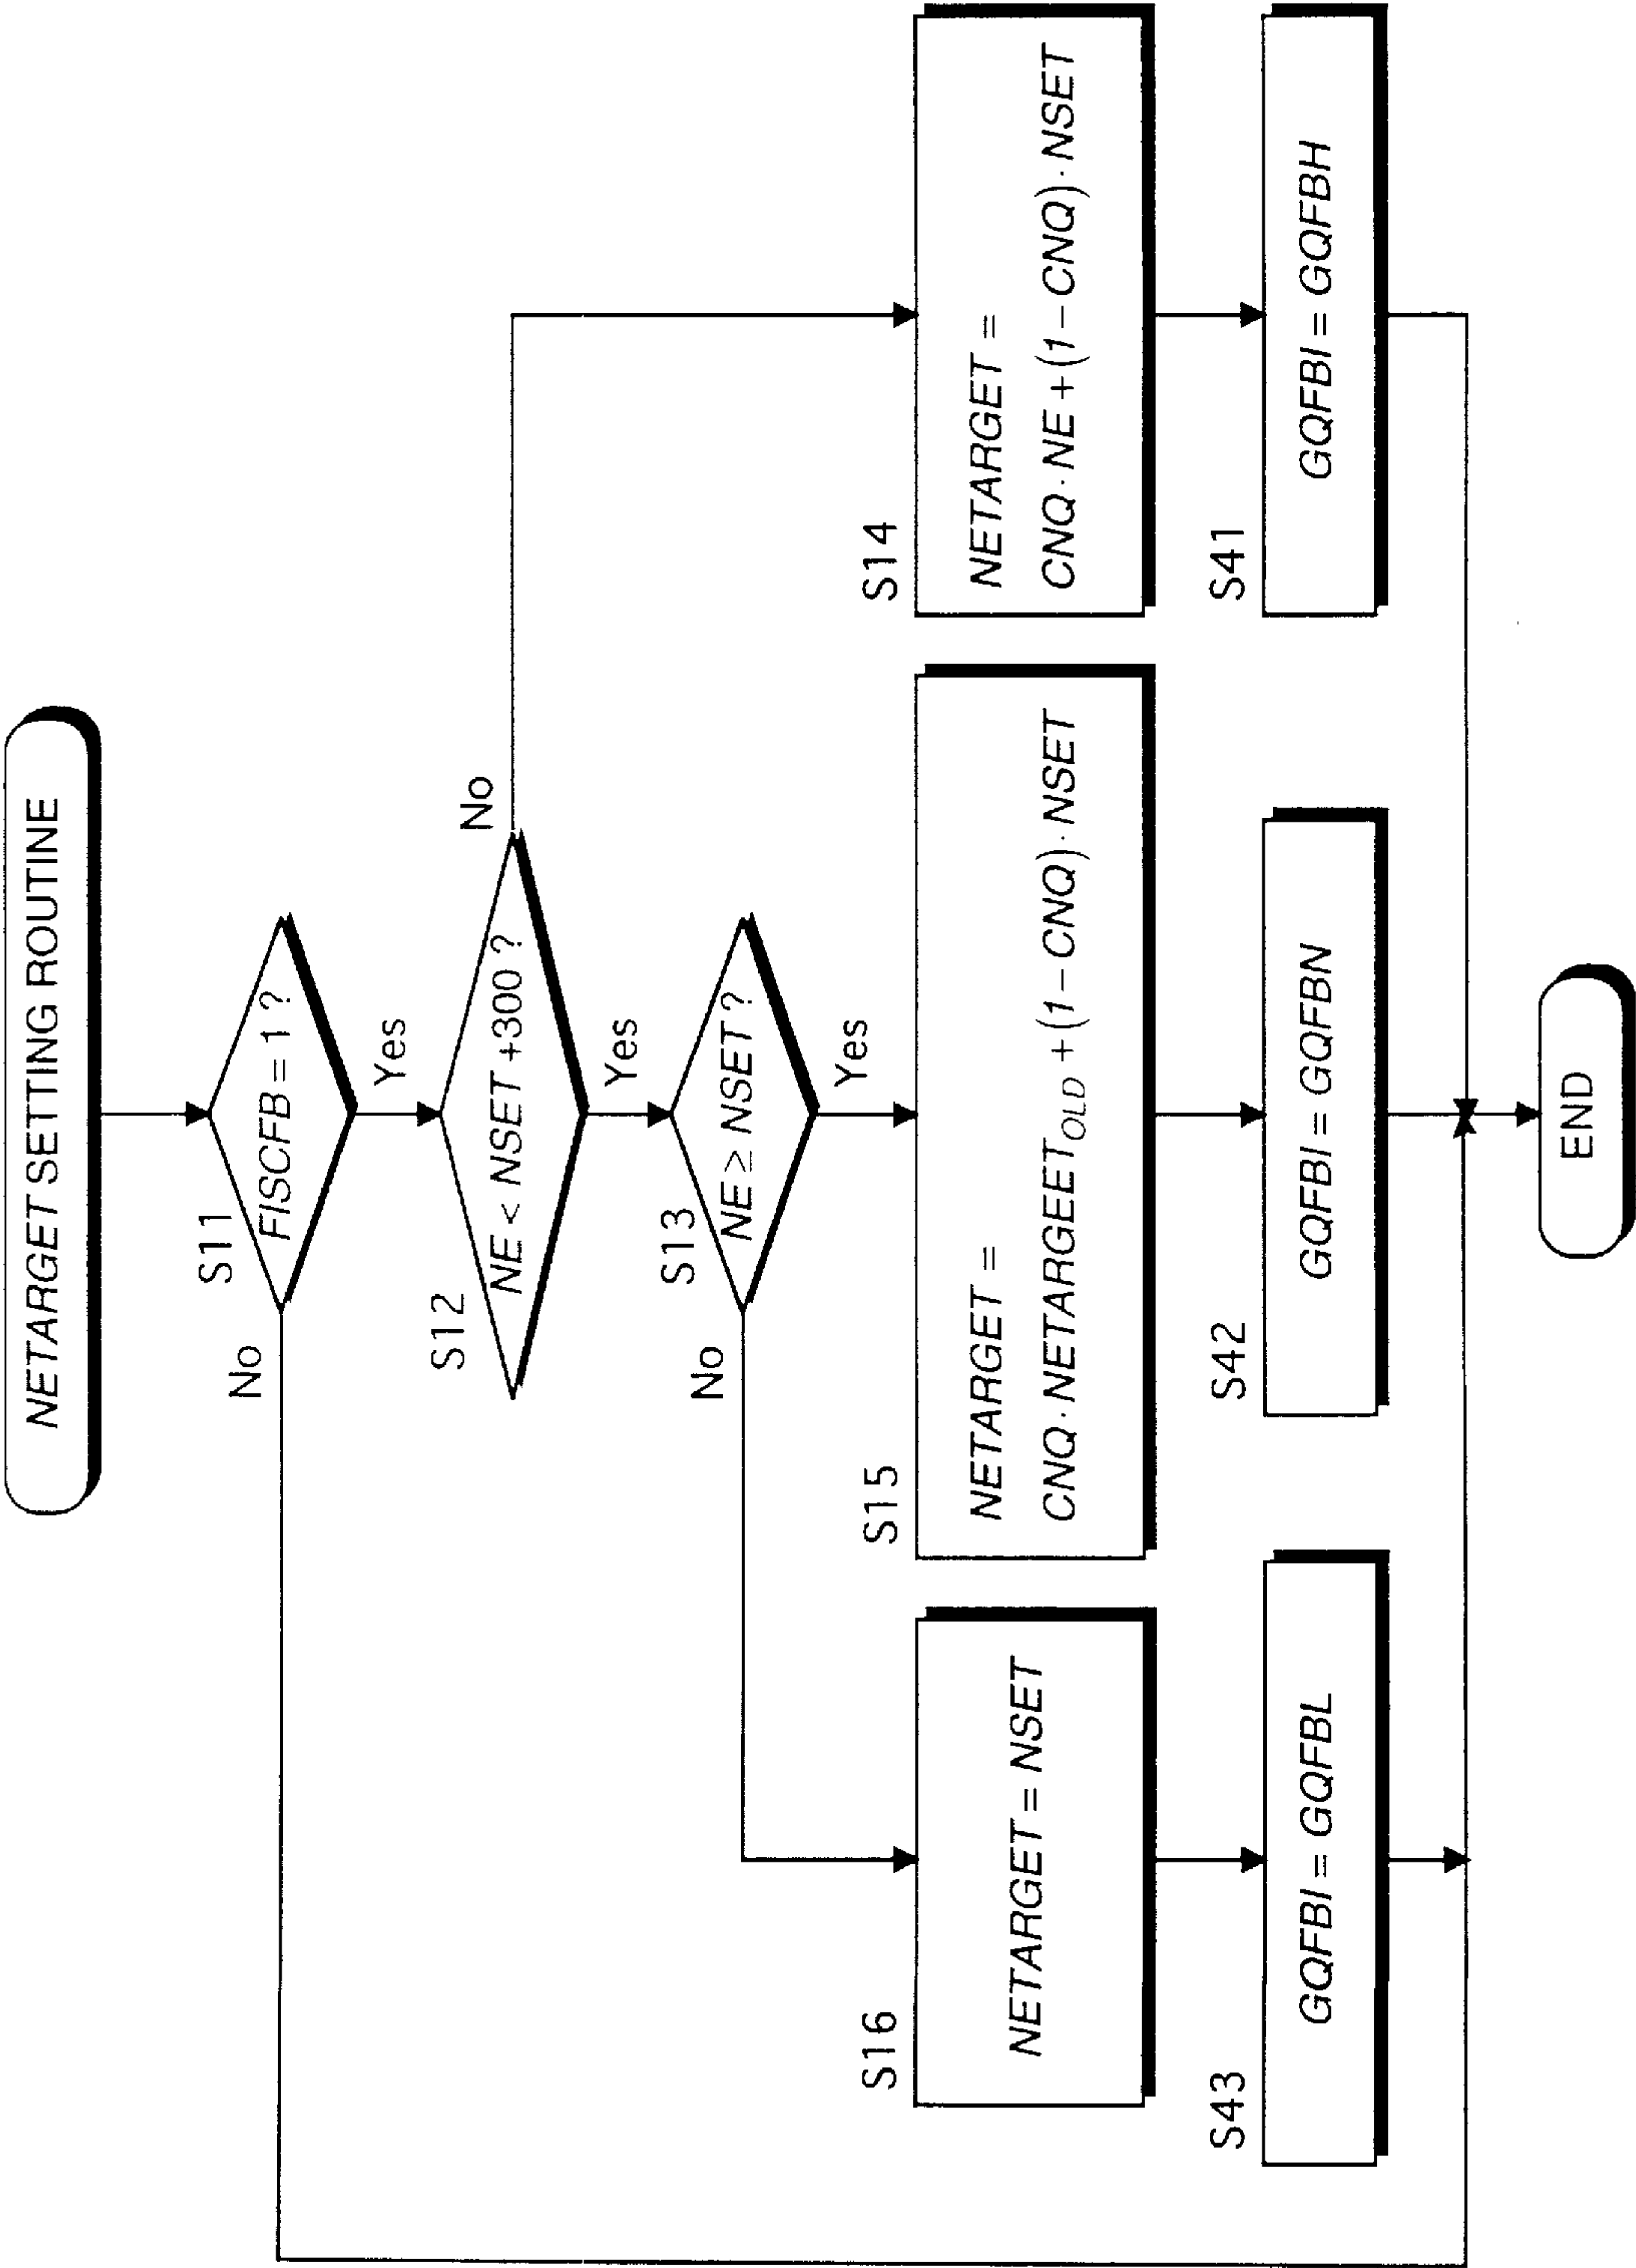 NETARGET SETTING ROUTINE
S11
FISCFB = 1 ?
No
Yes
S12
NE < NSET +300 ?
No
Yes
S13
NE ≥ NSET ?
No
Yes
S16
NETARGET = NSET
S15
NETARGET =
CNQ · NETARGEET OLD + (1 − CNQ) · NSET
S14
NETARGET =
CNQ · NE + (1 − CNQ) · NSET
S43
GQFBI = GQFBL
S42
GQFBI = GQFBN
S41
GQFBI = GQFBH
END